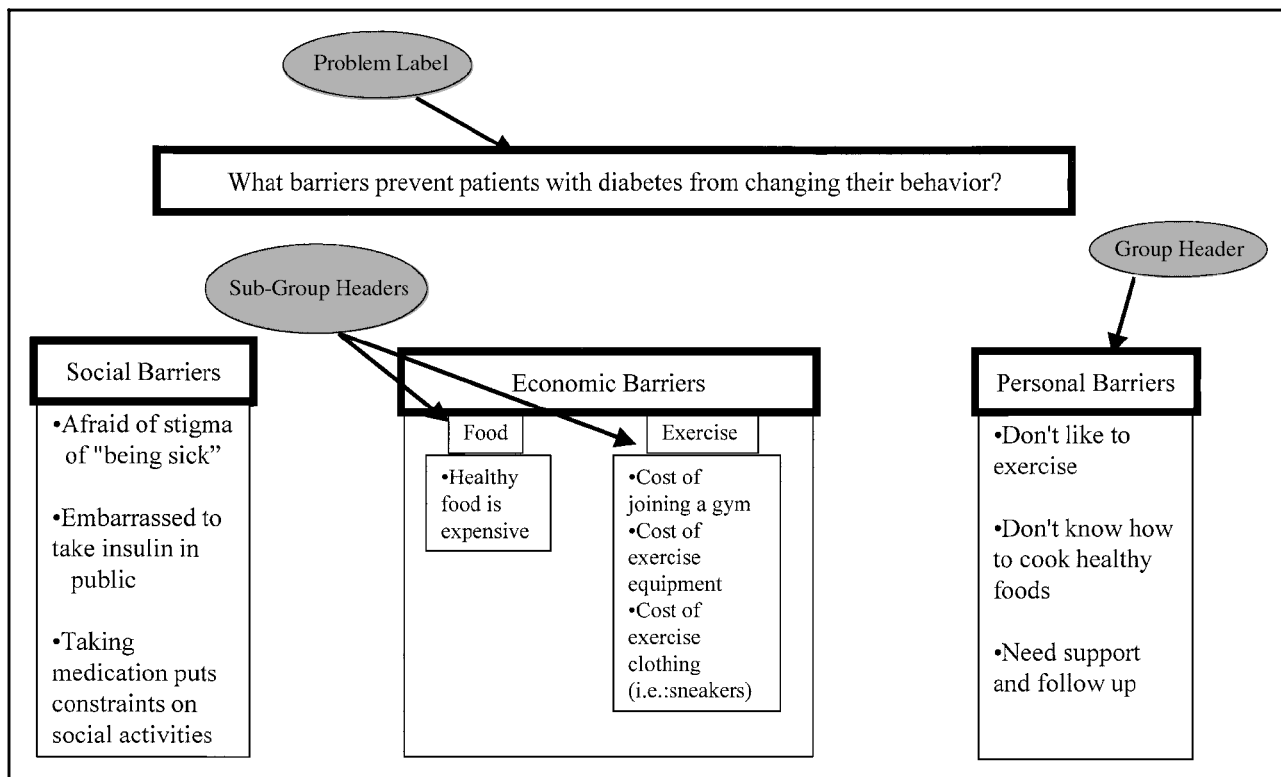 Problem Label
What barriers prevent patients with diabetes from changing their behavior?
Group Header
Sub-Group Headers
Social Barriers
•Afraid of stigma
of "being sick”
•Embarrassed to
take insulin in
public
•Taking
medication puts
constraints on
social activities
Economic Barriers
Food
•Healthy
food is
expensive
Exercise
•Cost of
joining a gym
•Cost of
exercise
equipment
•Cost of
exercise
clothing
(i.e.:sneakers)
Personal Barriers
•Don't like to
exercise
•Don't know how
to cook healthy
foods
•Need support
and follow up